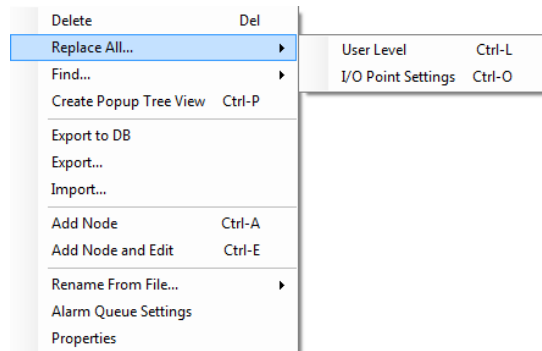 Delete Del
Replace All...
User Level Ctrl-L
Find...
I/O Point Settings Ctrl-O
Create Popup Tree View Ctrl-P
Export to DB
Export...
Import...
Add Node Ctrl-A
Add Node and Edit Ctrl-E
Rename From File...
Alarm Queue Settings
Properties